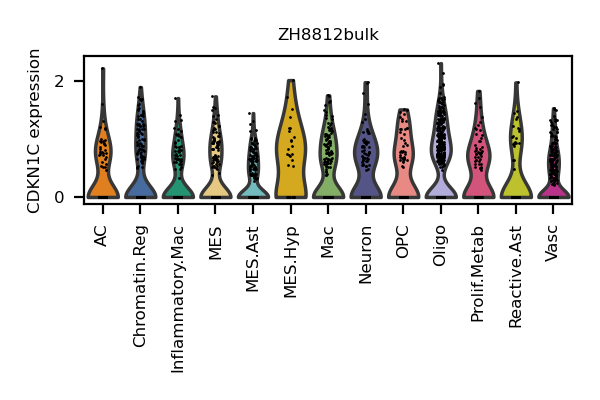 ZH8812bulk
CDKN1C expression
2
0
AC
Chromatin.Reg
Inflammatory.Mac
MES
MES.Ast
MES.Hyp
Mac
Neuron
OPC
Oligo
Prolif.Metab
Reactive.Ast
Vasc